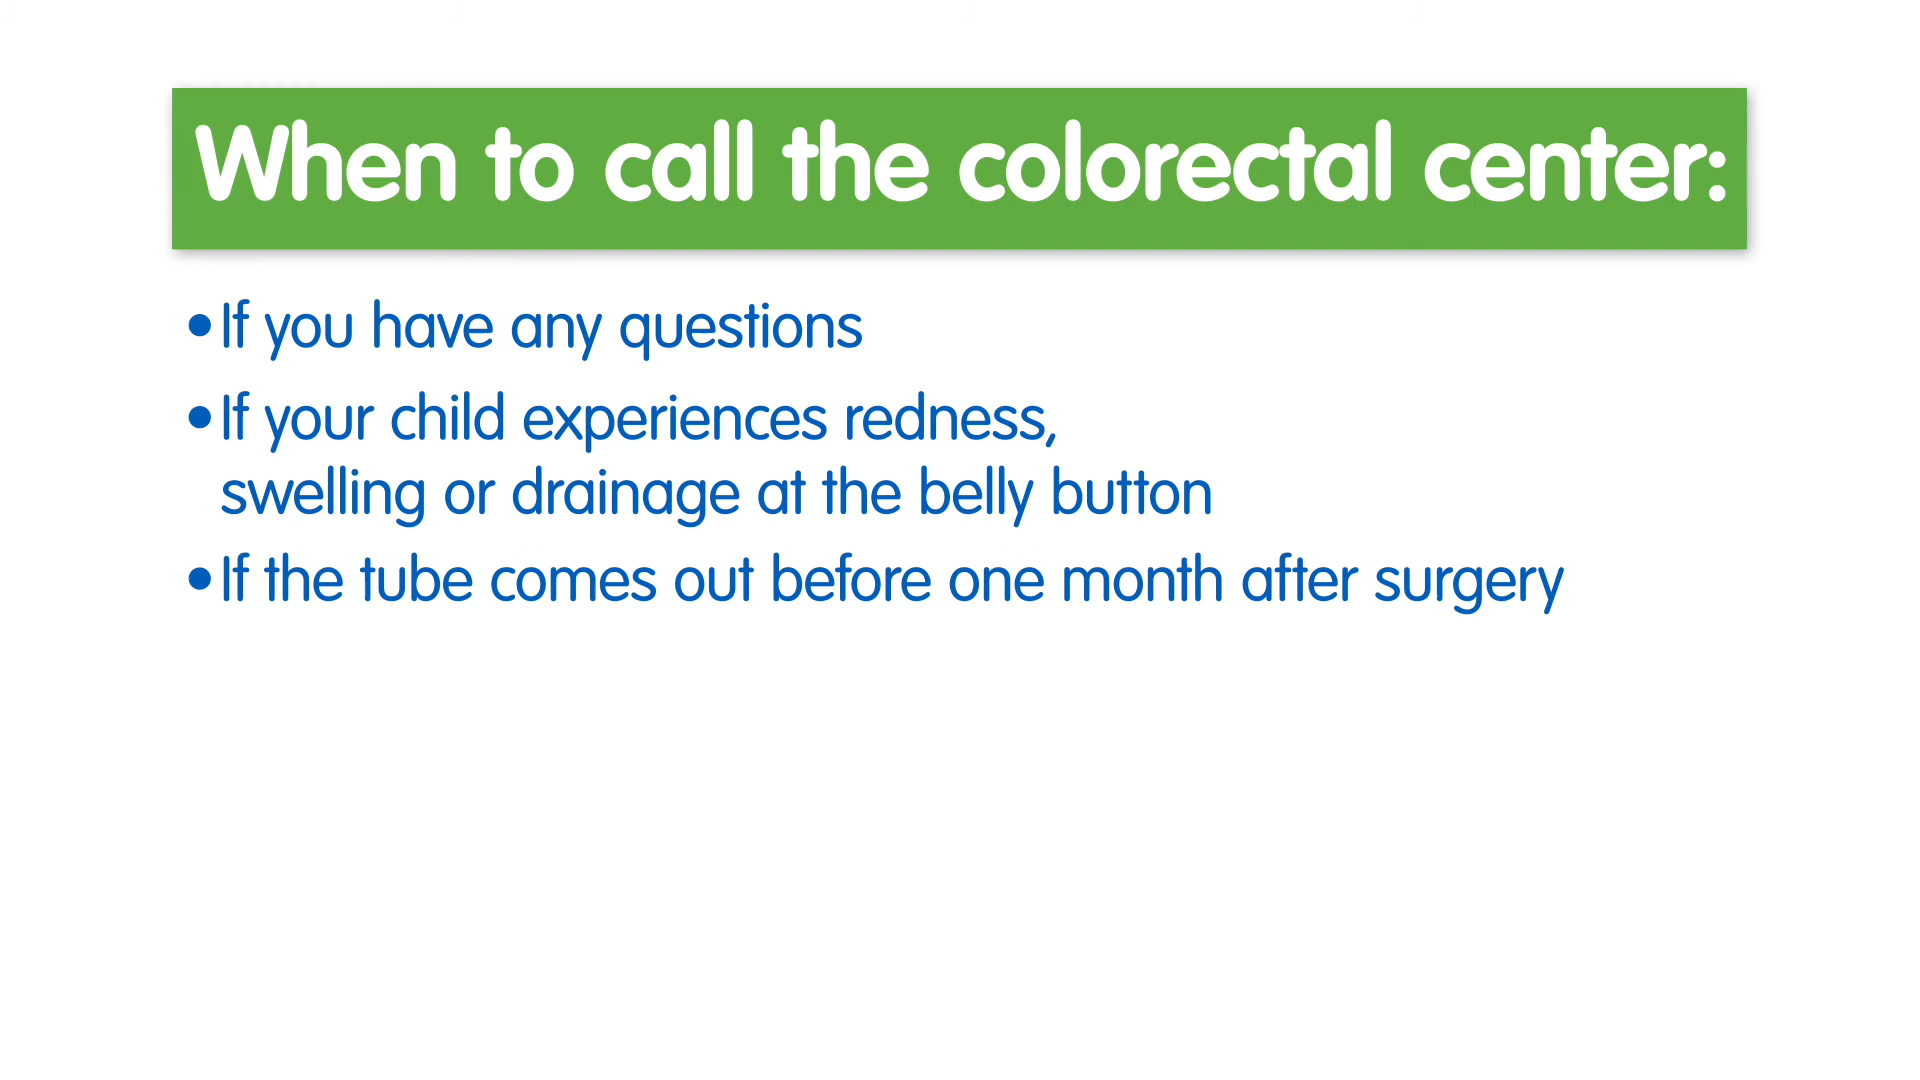 When to call the colorectal center:
•If you have any questions
•If your child experiences redness,
swelling or drainage at the belly button
•If the tube comes out before one month after surgery